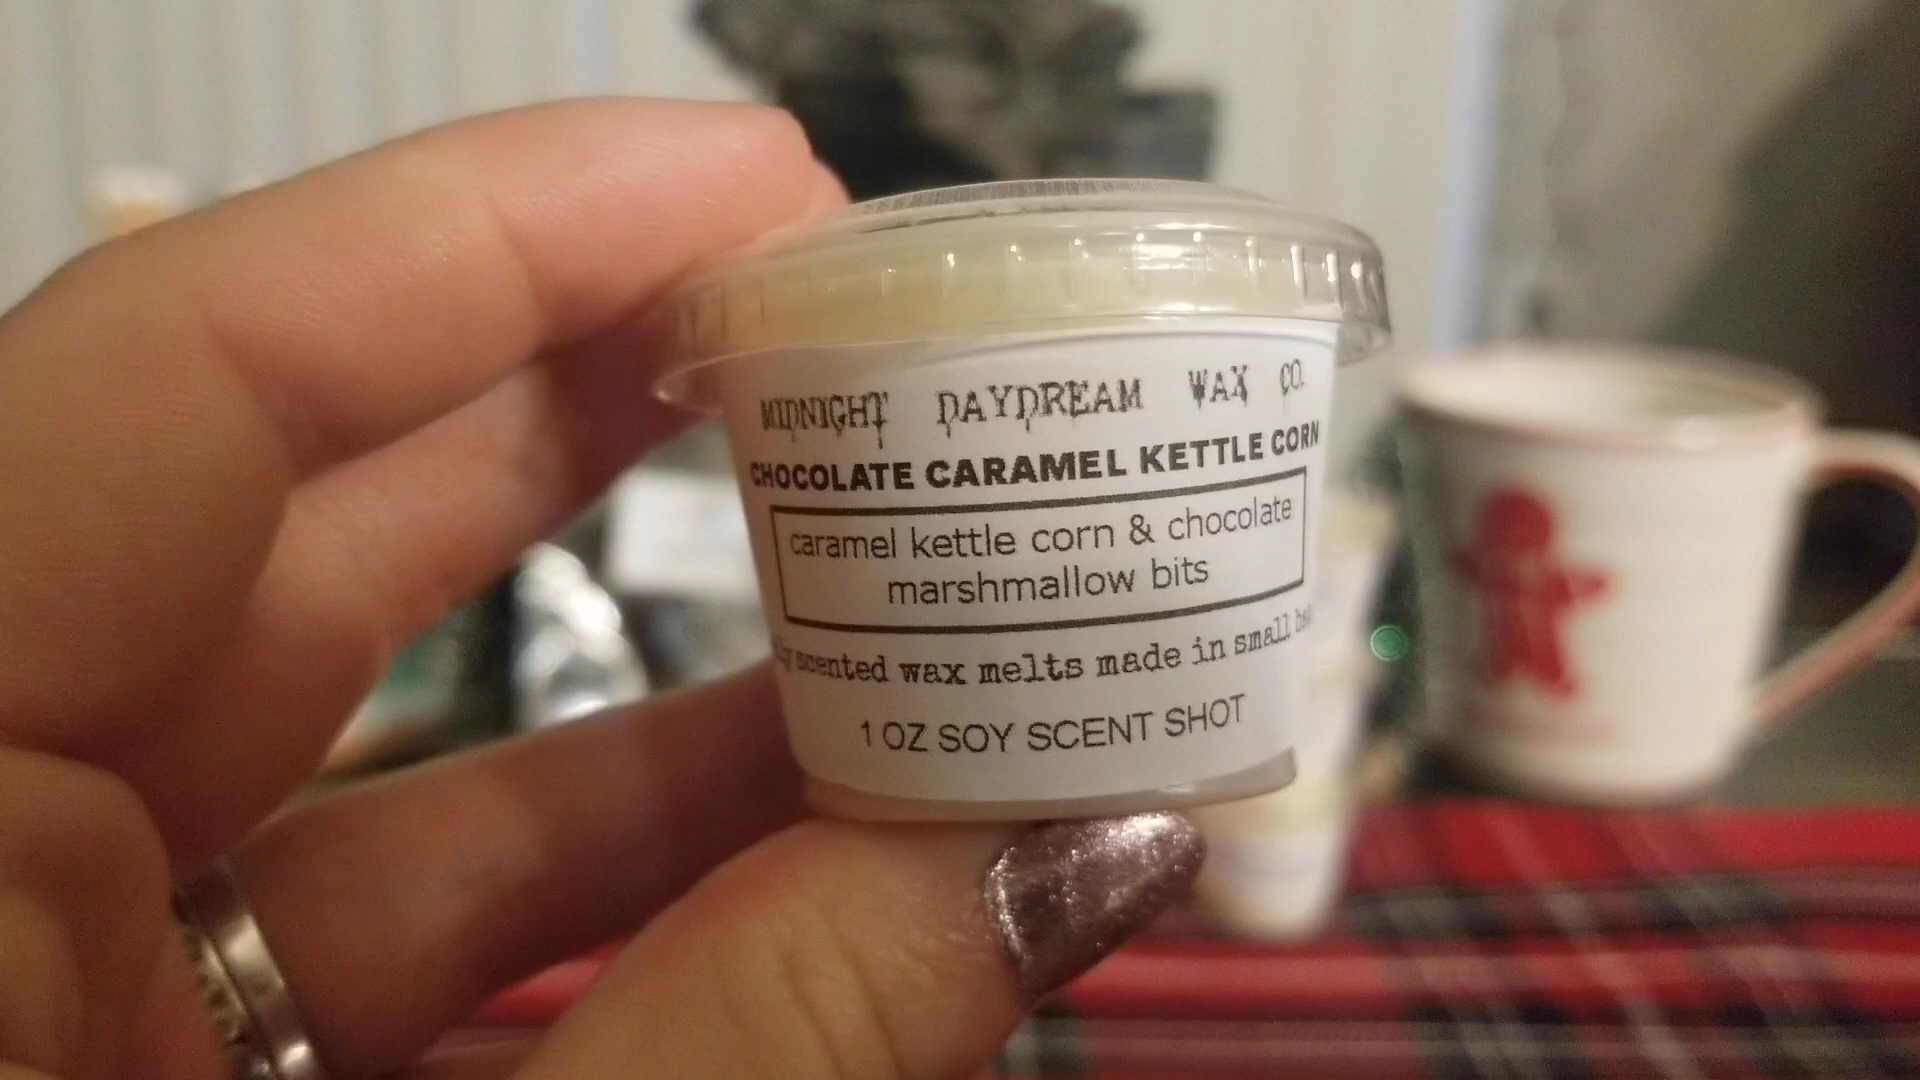 MIDNIGHT DAYDREAM WAX CO.
CHOCOLATE CARAMEL KETTLE CORN
caramel kettle corn & chocolate
marshmallow bits
scented wax melts made in small
1 OZ SOY SCENT SHOT